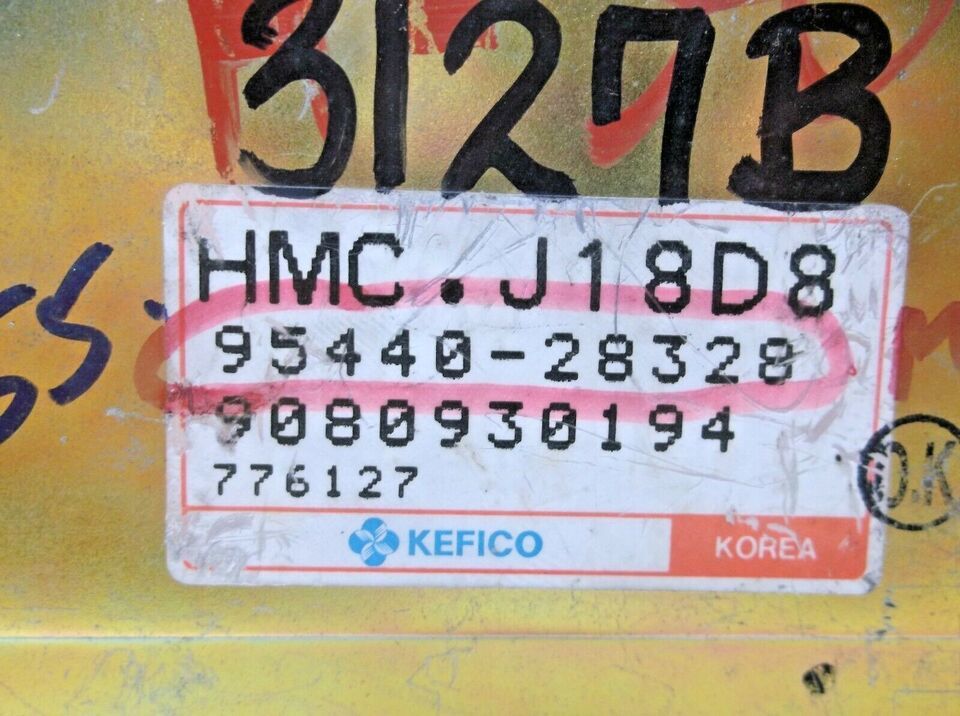 3127B
HMC. J18D8
95440-28328
9080930194
776127
KEFICO
KOREA
O.K